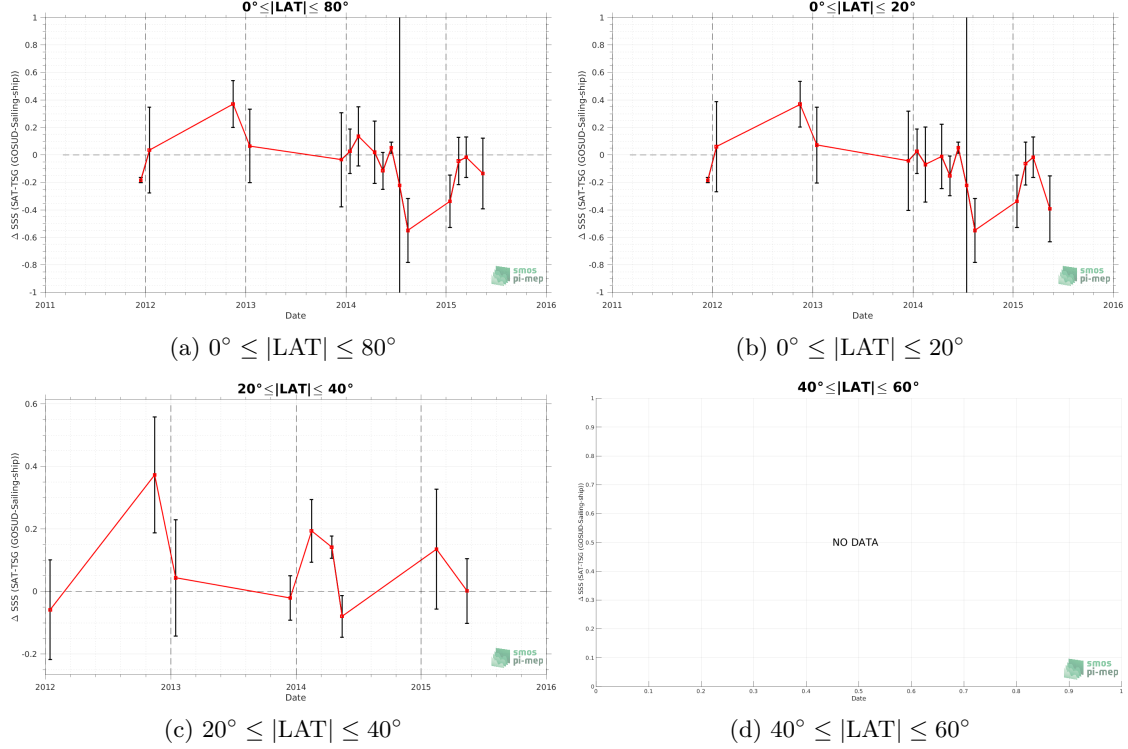 0°≤|LAT|≤ 80°
Δ SSS (SAT-TSG (GOSUD-Sailing-ship))
1
0.8
0.6
0.4
0.2
0
-0.2
-0.4
-0.6
-0.8
-1
2011 2012 2013 2014 2015 2016
Date
smos
pi-mep
(a) 0° ≤ |LAT| ≤ 80°
0°≤|LAT|≤ 20°
Δ SSS (SAT-TSG (GOSUD-Sailing-ship))
1
0.8
0.6
0.4
0.2
0
-0.2
-0.4
-0.6
-0.8
-1
2011 2012 2013 2014 2015 2016
Date
smos
pi-mep
(b) 0° ≤ |LAT| ≤ 20°
20°≤|LAT|≤ 40°
Δ SSS (SAT-TSG (GOSUD-Sailing-ship))
0.6
0.4
0.2
0
-0.2
2012 2013 2014 2015 2016
Date
smos
pi-mep
(c) 20° ≤ |LAT| ≤ 40°
40°≤|LAT|≤ 60°
Δ SSS (SAT-TSG (GOSUD-Sailing-ship))
1
0.9
0.8
0.7
0.6
0.5
0.4
0.3
0.2
0.1
0
NO DATA
0 0.1 0.2 0.3 0.4 0.5 0.6 0.7 0.8 0.9 1
Date
smos
pi-mep
(d) 40° ≤ |LAT| ≤ 60°